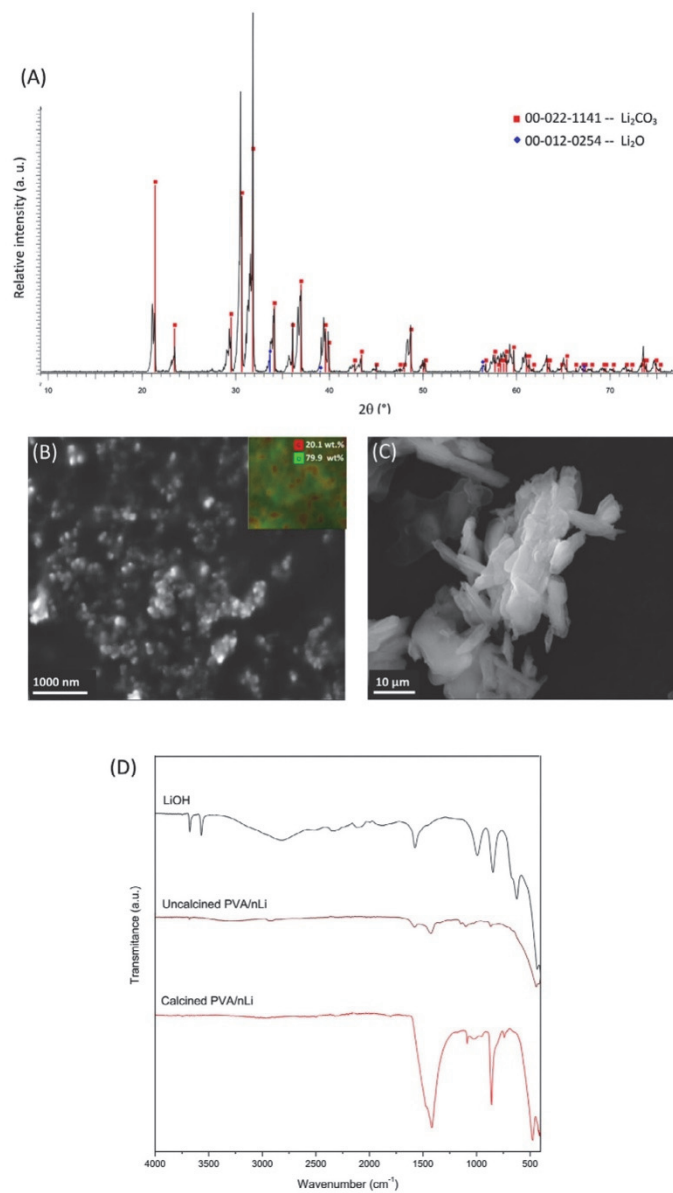 (A)
00-022-1141 -- Li₂CO₃
00-012-0254 -- Li₂O
Relative intensity (a. u.)
10 20 30 40 50 60 70
2θ (°)
(B)
20.1 wt.%
79.9 wt%
1000 nm
(C)
10 µm
(D)
LiOH
Uncalcined PVA/nLi
Calcined PVA/nLi
Transmitance (a.u.)
4000 3500 3000 2500 2000 1500 1000 500
Wavenumber (cm⁻¹)